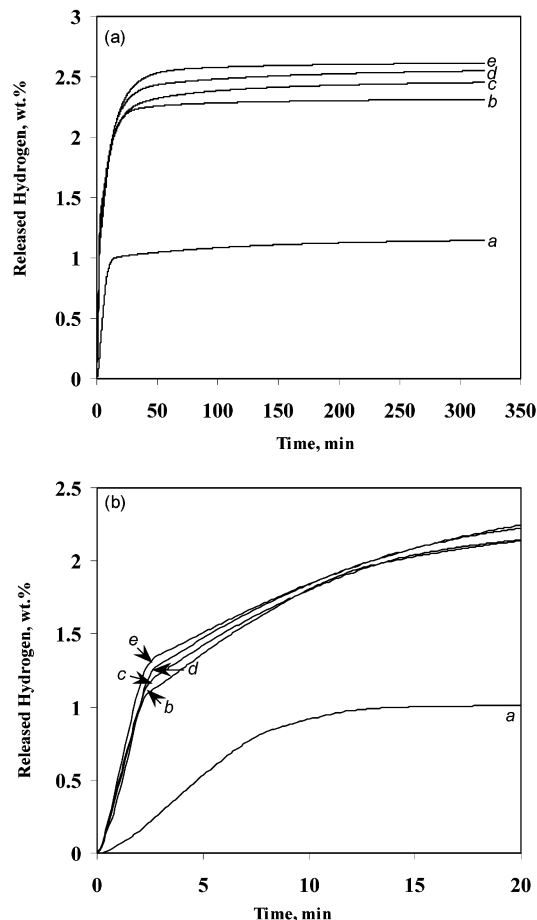 (a)
Released Hydrogen, wt.%
3
2.5
2
1.5
1
0.5
0
e
d
c
b
a
0 50 100 150 200 250 300 350
Time, min
(b)
Released Hydrogen, wt.%
2.5
2
1.5
1
0.5
0
e
c
d
b
a
0 5 10 15 20
Time, min